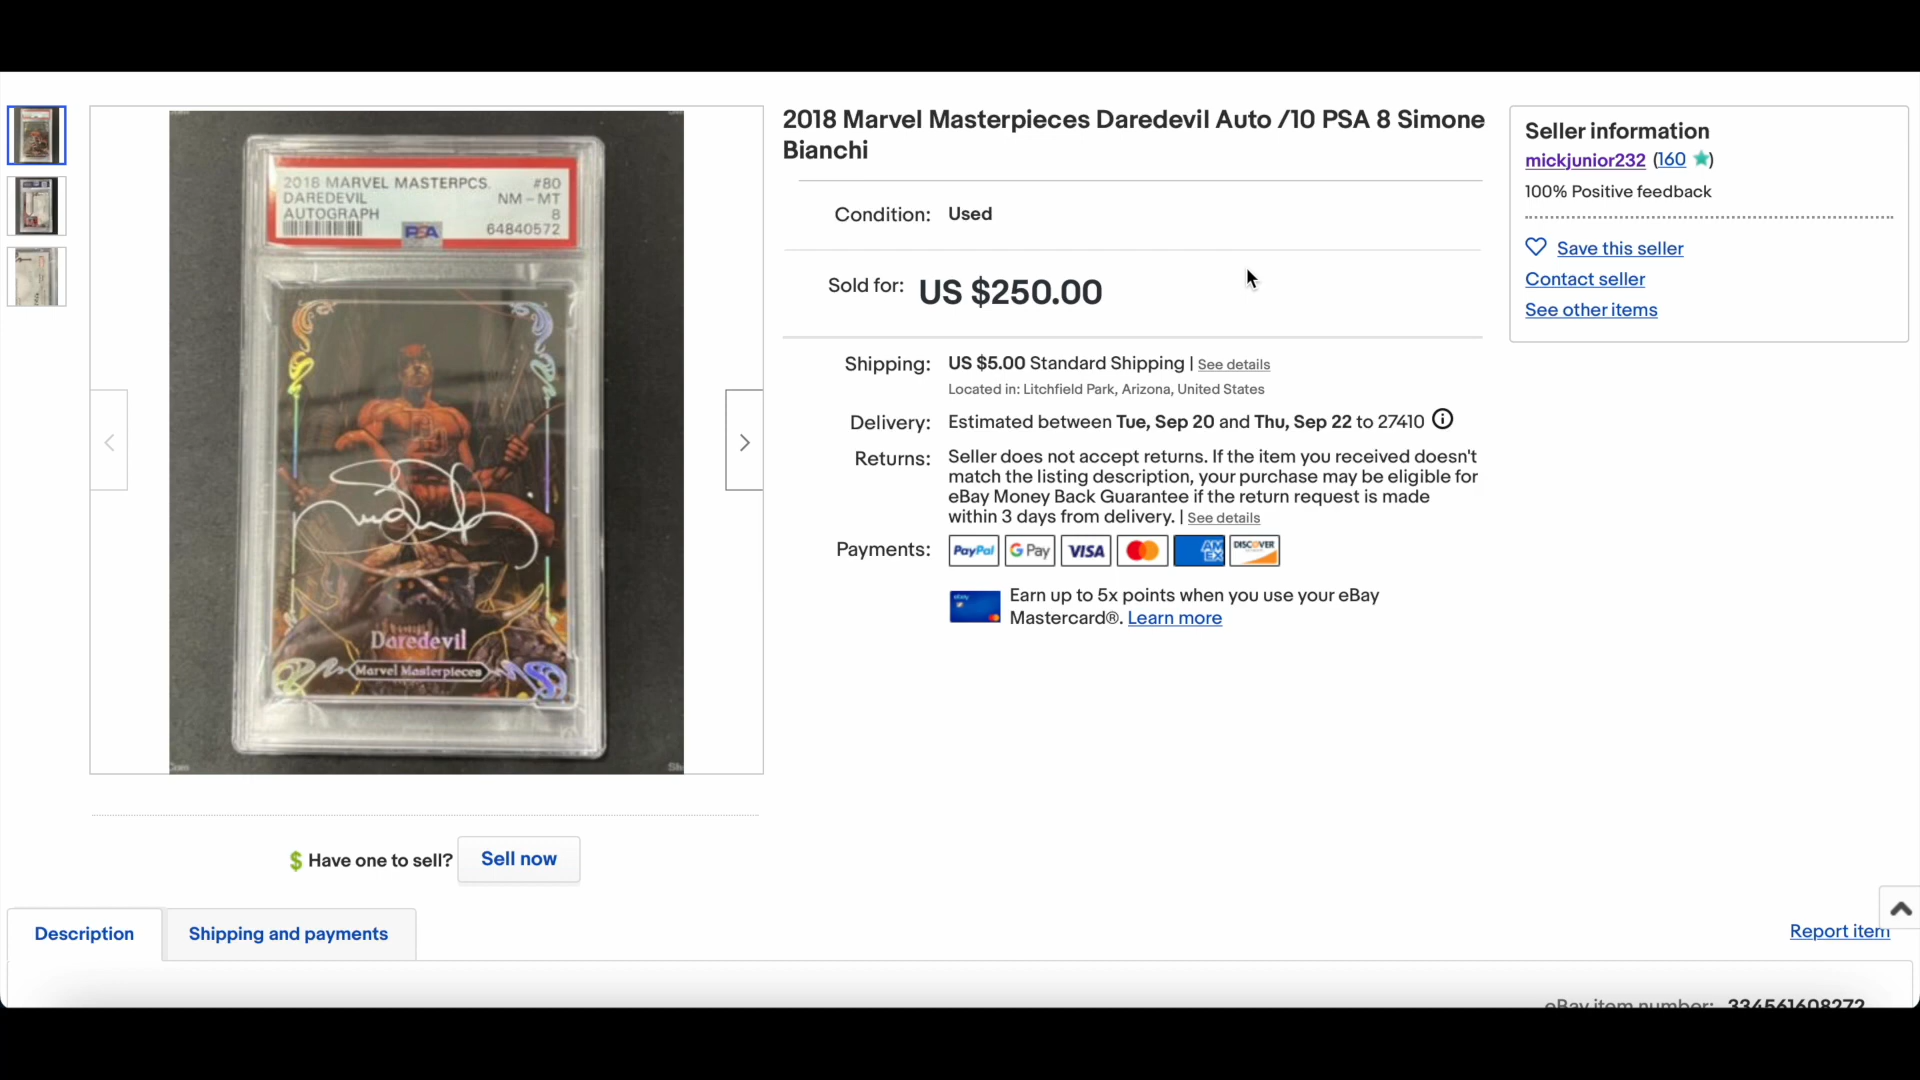 2018 MARVEL MASTERPCS. #80
DAREDEVIL NM - MT
AUTOGRAPH 8
PSA 64840572
Daredevil
Marvel Masterpieces
2018 Marvel Masterpieces Daredevil Auto /10 PSA 8 Simone
Bianchi
Condition: Used
Sold for: US $250.00
Shipping: US $5.00 Standard Shipping | See details
Located in: Litchfield Park, Arizona, United States
Delivery: Estimated between Tue, Sep 20 and Thu, Sep 22 to 27410
Returns: Seller does not accept returns. If the item you received doesn't
match the listing description, your purchase may be eligible for
eBay Money Back Guarantee if the return request is made
within 3 days from delivery. | See details
Payments: PayPal G Pay VISA AM EX DISCOVER
Earn up to 5x points when you use your eBay
Mastercard®. Learn more
Seller information
mickjunior232 (160)
100% Positive feedback
Save this seller
Contact seller
See other items
Have one to sell? Sell now
Description
Shipping and payments
Report item
eBay item number: 334561608272